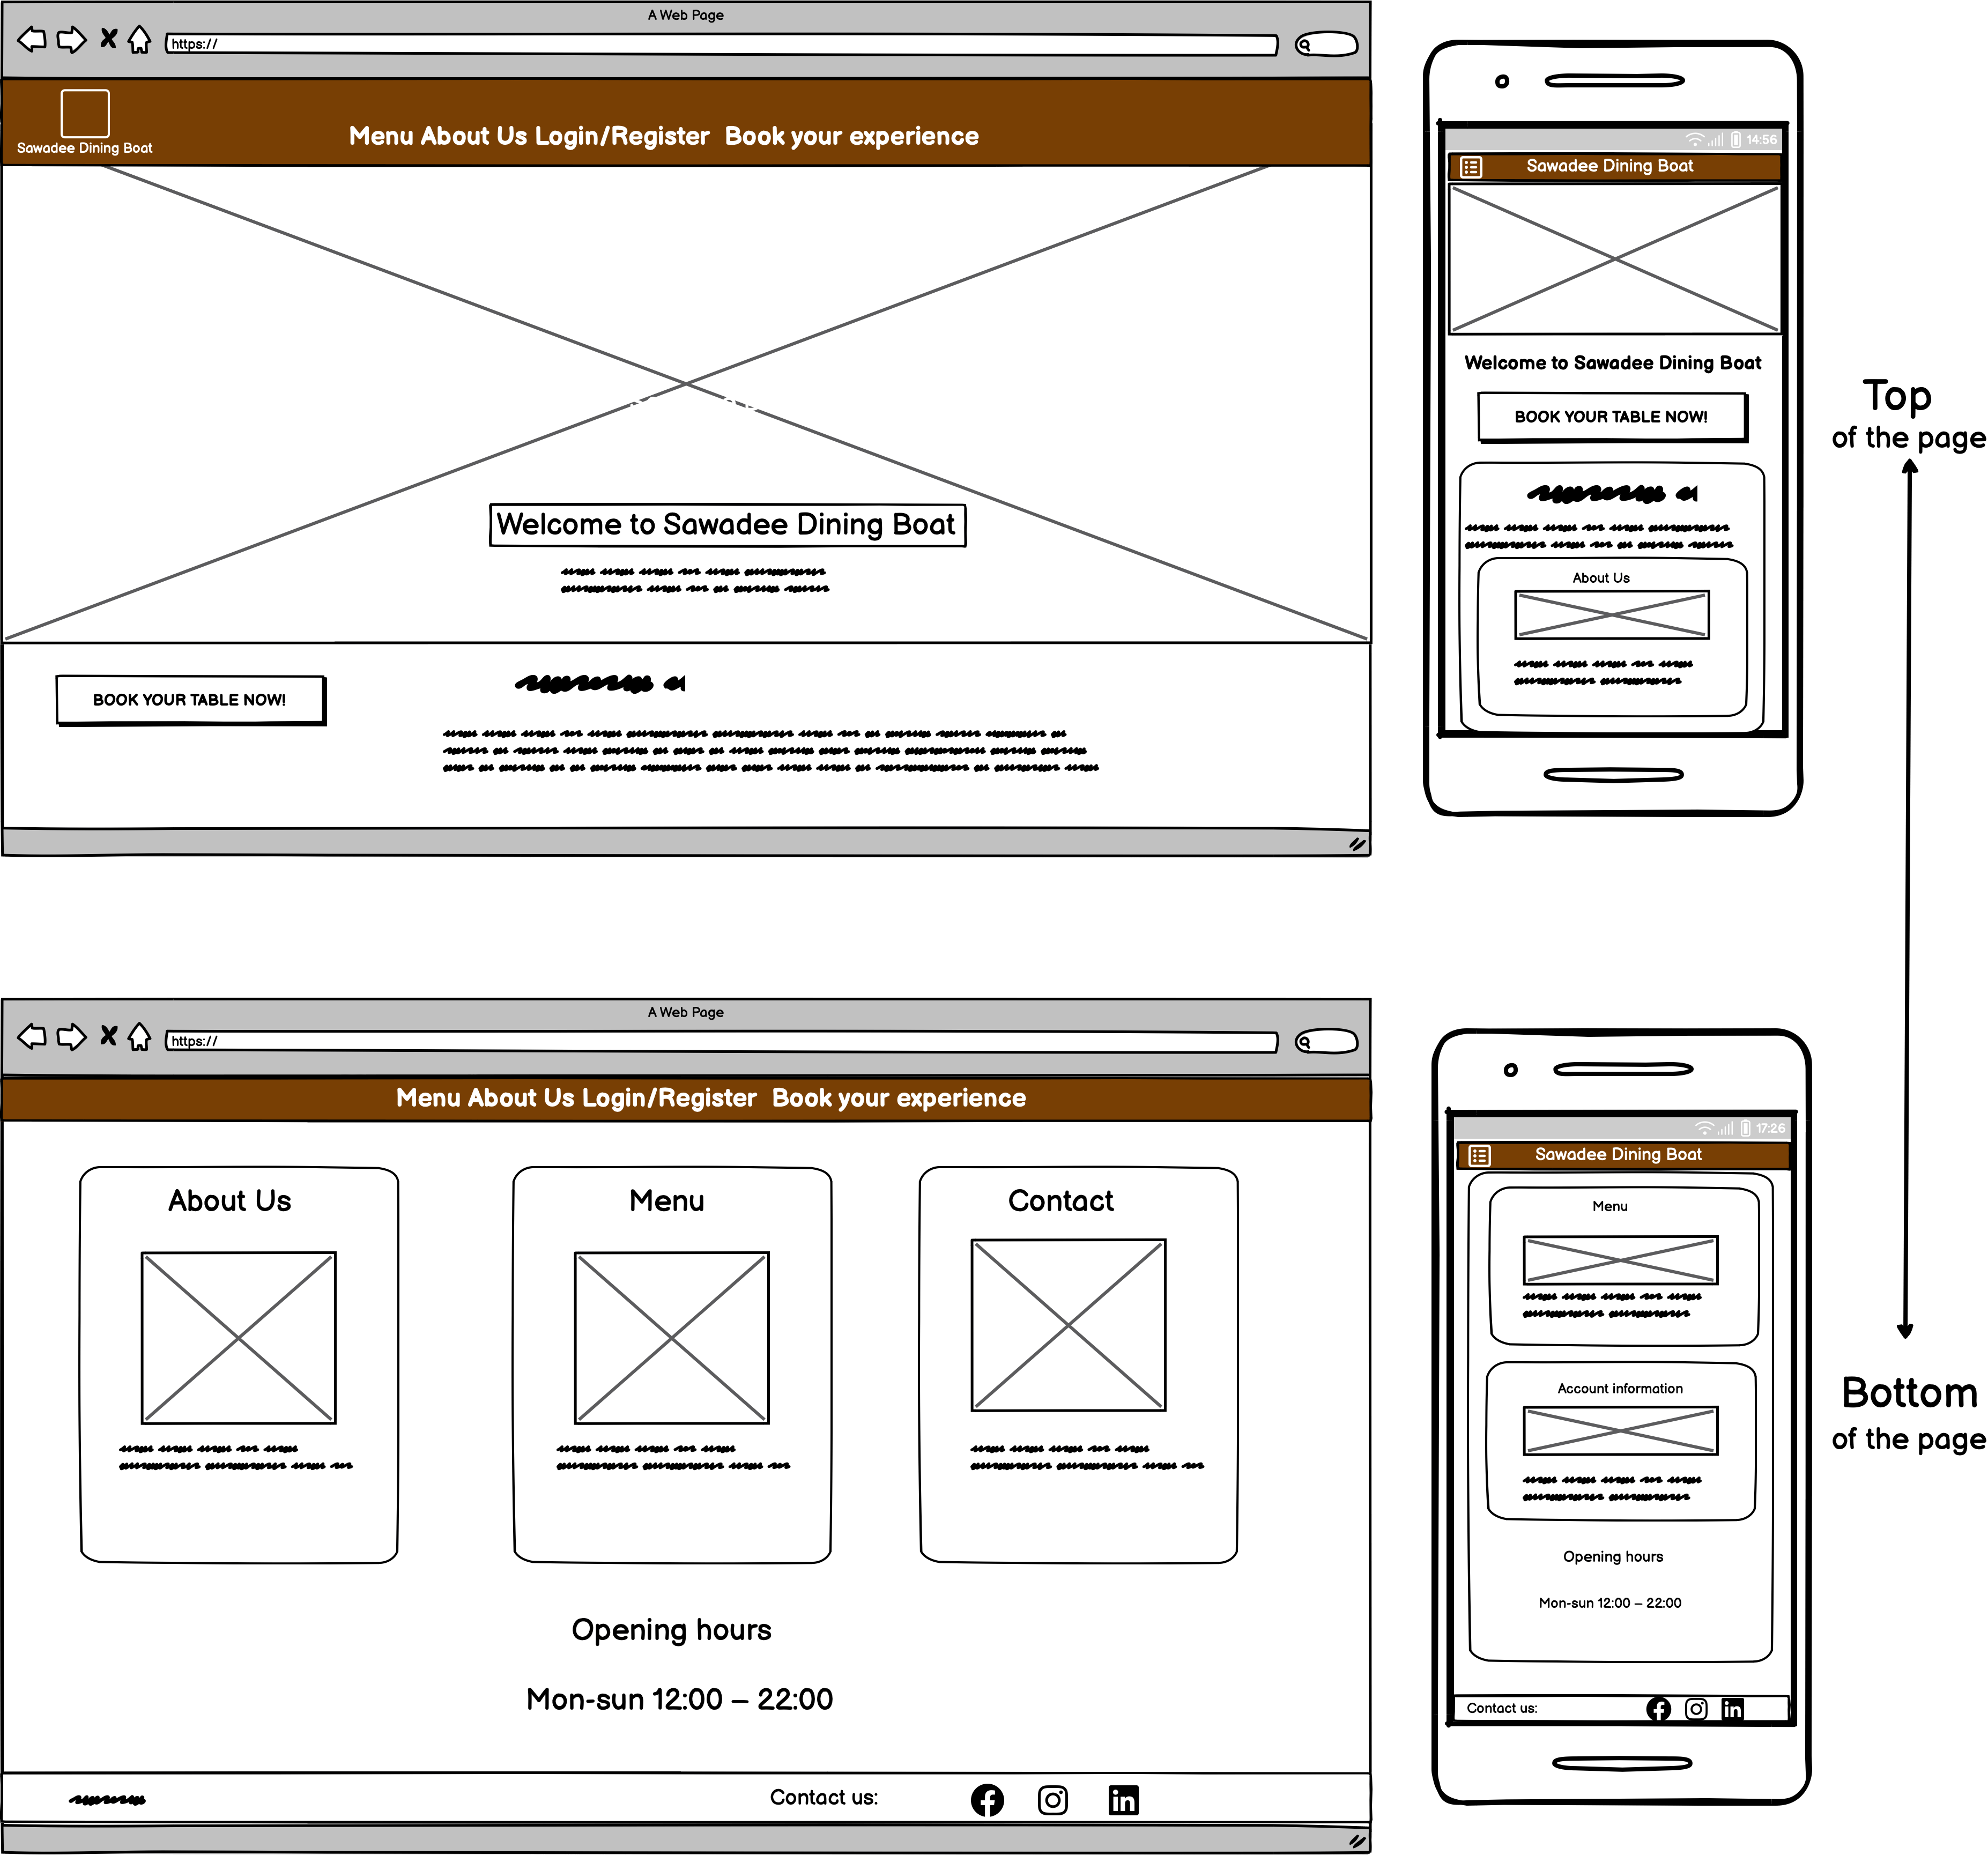 A Web Page
https://
Sawadee Dining Boat
Menu About Us Login/Register Book your experience
Welcome to Sawadee Dining Boat
BOOK YOUR TABLE NOW!
14:56
Sawadee Dining Boat
Welcome to Sawadee Dining Boat
BOOK YOUR TABLE NOW!
About Us
Top
of the page
A Web Page
https://
Menu About Us Login/Register Book your experience
About Us
Menu
Contact
Opening hours
Mon-sun 12:00 – 22:00
Contact us:
17:26
Sawadee Dining Boat
Menu
Account information
Opening hours
Mon-sun 12:00 – 22:00
Contact us:
Bottom
of the page